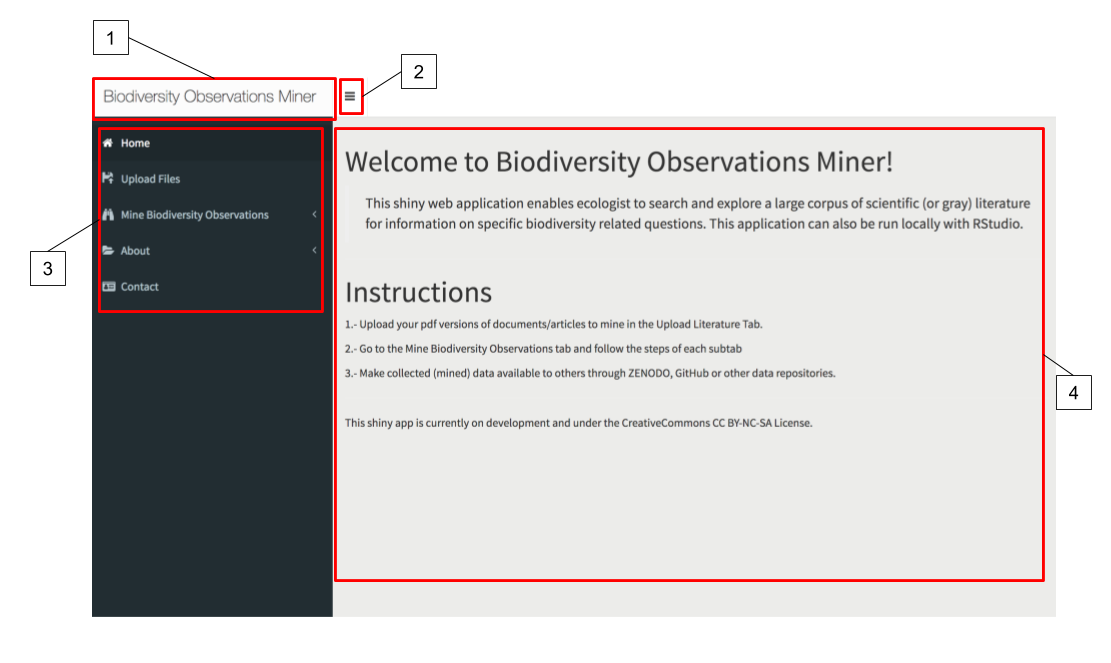 1
2
Biodiversity Observations Miner
Home
Upload Files
Mine Biodiversity Observations
About
Contact
3
Welcome to Biodiversity Observations Miner!
This shiny web application enables ecologist to search and explore a large corpus of scientific (or gray) literature
for information on specific biodiversity related questions. This application can also be run locally with RStudio.
Instructions
1.- Upload your pdf versions of documents/articles to mine in the Upload Literature Tab.
2.- Go to the Mine Biodiversity Observations tab and follow the steps of each subtab
3.- Make collected (mined) data available to others through ZENODO, GitHub or other data repositories.
This shiny app is currently on development and under the CreativeCommons CC BY-NC-SA License.
4